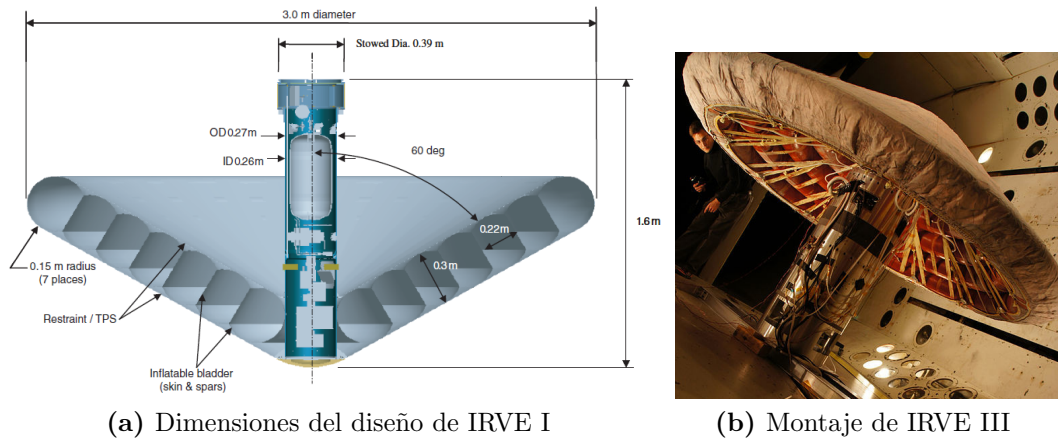 3.0 m diameter
Stowed Dia. 0.39 m
OD 0.27m
60 deg
ID 0.26m
1.6 m
0.22m
0.3 m
0.15 m radius
(7 places)
Restraint / TPS
Inflatable bladder
(skin & spars)
(a) Dimensiones del diseño de IRVE I
(b) Montaje de IRVE III